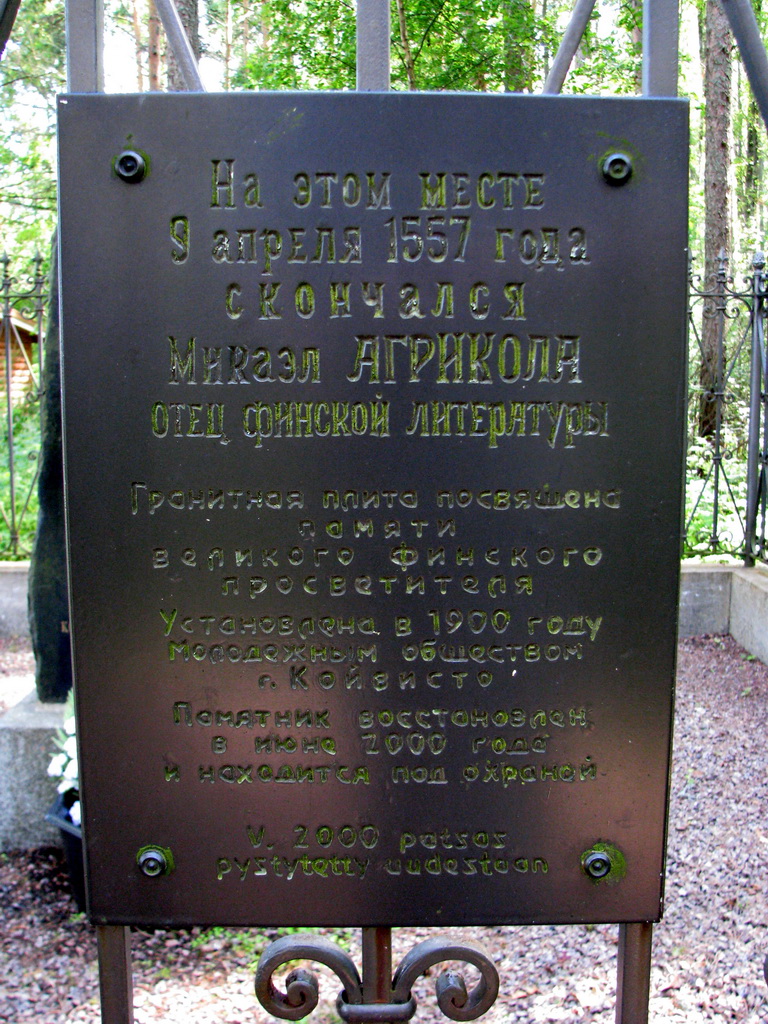 На этом месте
9 апреля 1557 года
скончался
Микаэл АГРИКОЛА
отец финской литературы
Гранитная плита посвящена
памяти
великого финского
просветителя
Установлена в 1900 году
Молодежным обществом
г. Койвисто
Памятник восстановлен
в июне 2000 года
и находится под охраной
V. 2000 patsas
pystytetty uudestaan